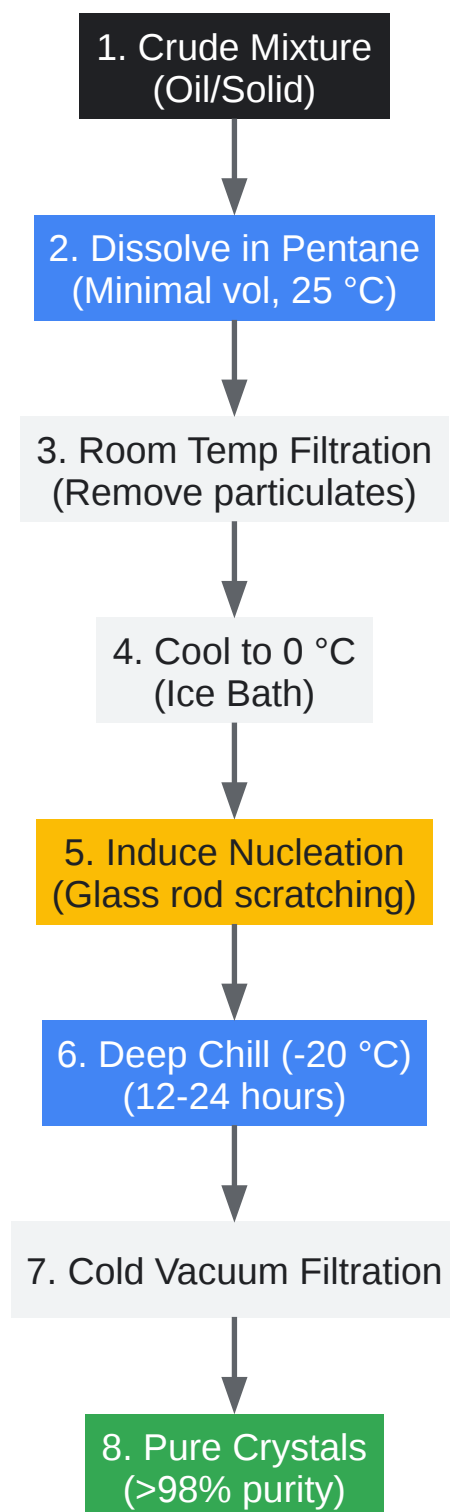 1. Crude Mixture
(Oil/Solid)
2. Dissolve in Pentane
(Minimal vol, 25 °C)
3. Room Temp Filtration
(Remove particulates)
4. Cool to 0 °C
(Ice Bath)
5. Induce Nucleation
(Glass rod scratching)
6. Deep Chill (-20 °C)
(12-24 hours)
7. Cold Vacuum Filtration
8. Pure Crystals
(>98% purity)